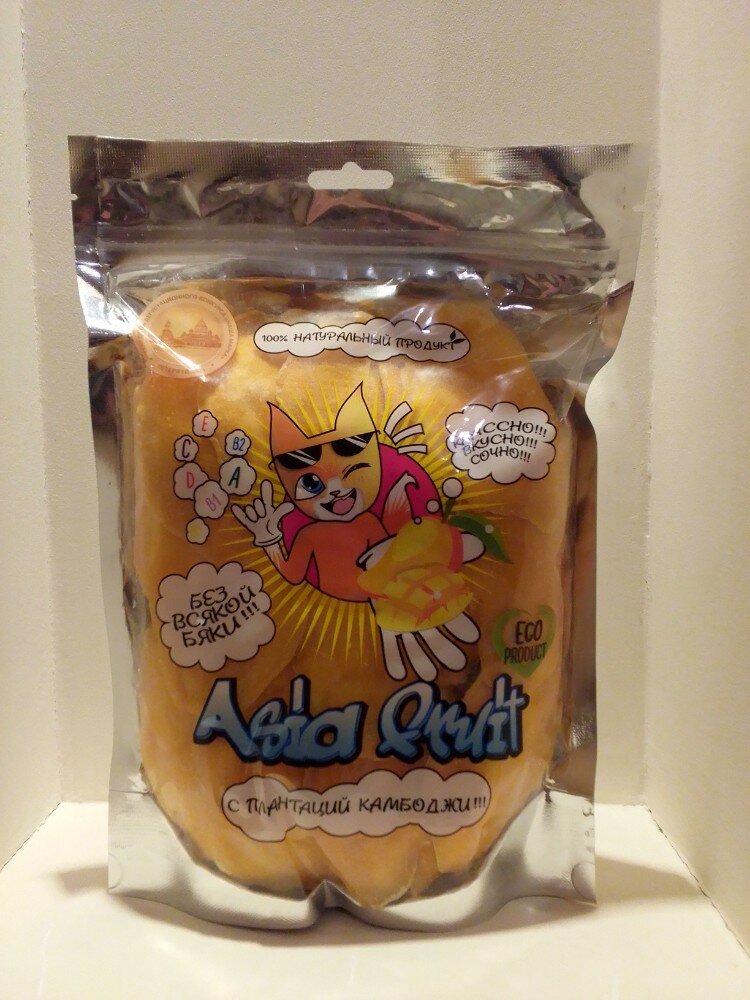 100% НАТУРАЛЬНЫЙ ПРОДУКТ
КЛАССНО!!!
ВКУСНО!!!
СОЧНО!!!
E
C
B2
D
A
B1
БЕЗ
ВСЯКОЙ
БЯКИ!!!
ECO
PRODUCT
Asia Fruit
С ПЛАНТАЦИЙ КАМБОДЖИ!!!